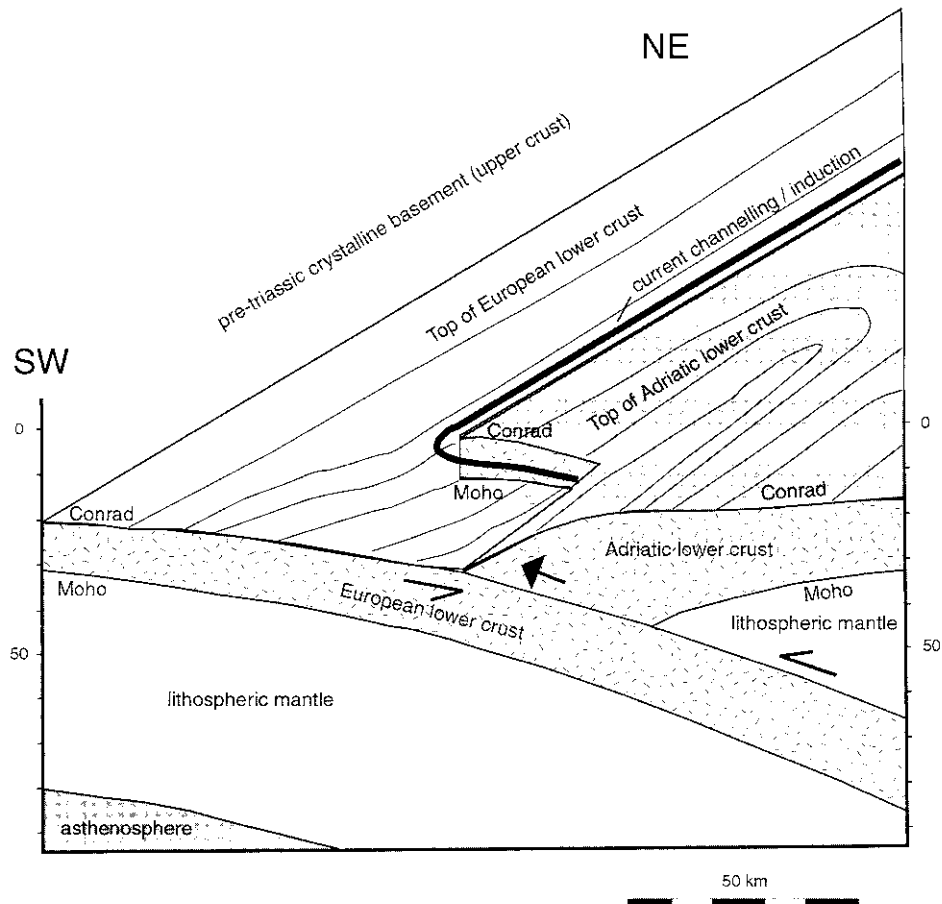 NE
pre-triassic crystalline basement (upper crust)
Top of European lower crust
current channelling / induction
Top of Adriatic lower crust
SW
0
0
Conrad
Moho
Conrad
Conrad
Adriatic lower crust
Moho
European lower crust
Moho
lithospheric mantle
50
50
lithospheric mantle
asthenosphere
50 km